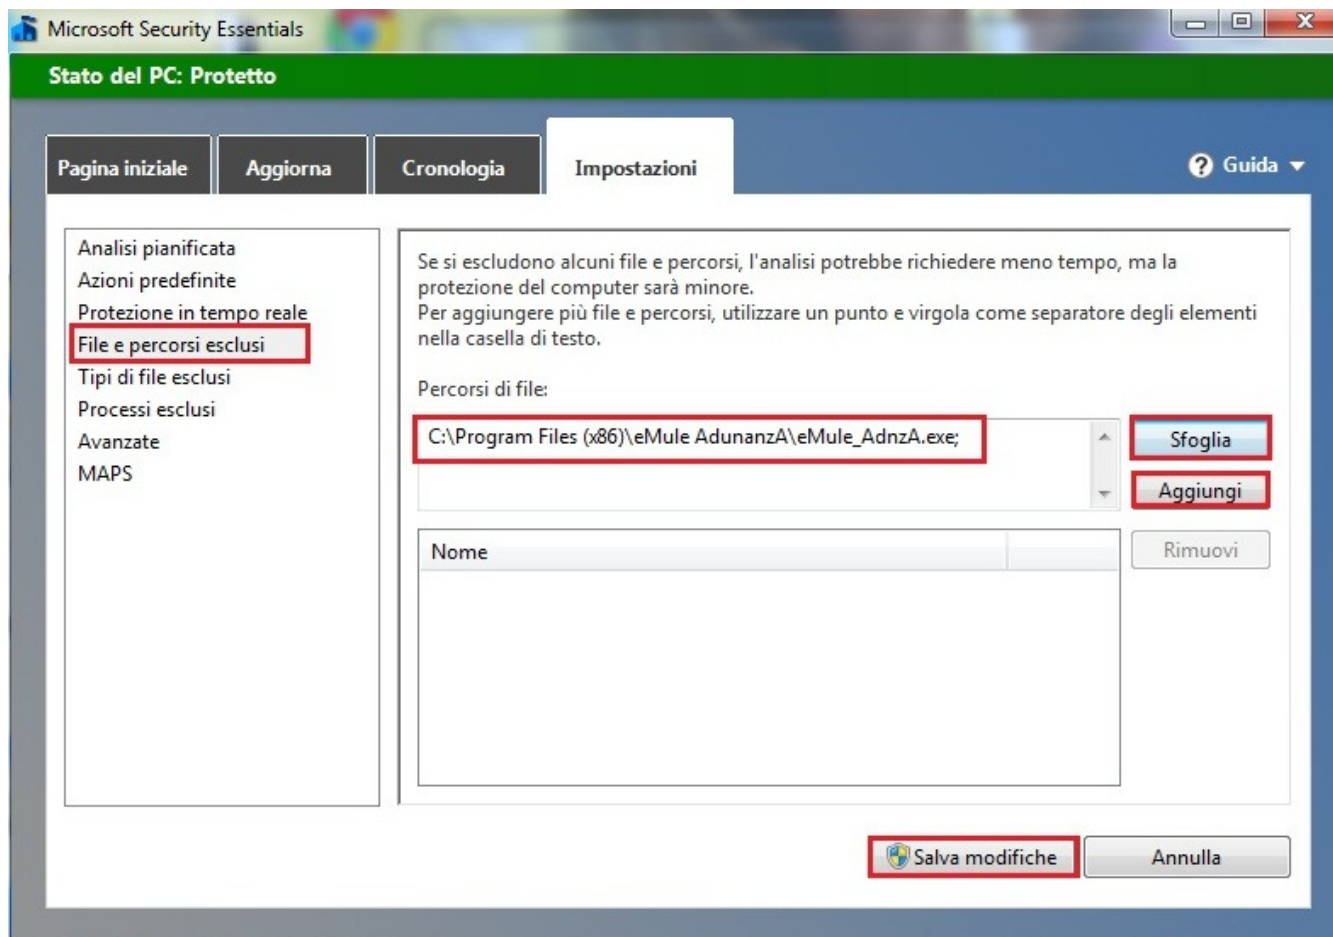 Microsoft Security Essentials
Stato del PC: Protetto
Pagina iniziale
Aggiorna
Cronologia
Impostazioni
Guida
Analisi pianificata
Azioni predefinite
Protezione in tempo reale
File e percorsi esclusi
Tipi di file esclusi
Processi esclusi
Avanzate
MAPS
Se si escludono alcuni file e percorsi, l'analisi potrebbe richiedere meno tempo, ma la
protezione del computer sarà minore.
Per aggiungere più file e percorsi, utilizzare un punto e virgola come separatore degli elementi
nella casella di testo.
Percorsi di file:
C:\Program Files (x86)\eMule AdunanzA\eMule_AdnzA.exe;
Sfoglia
Aggiungi
Nome
Rimuovi
Salva modifiche
Annulla